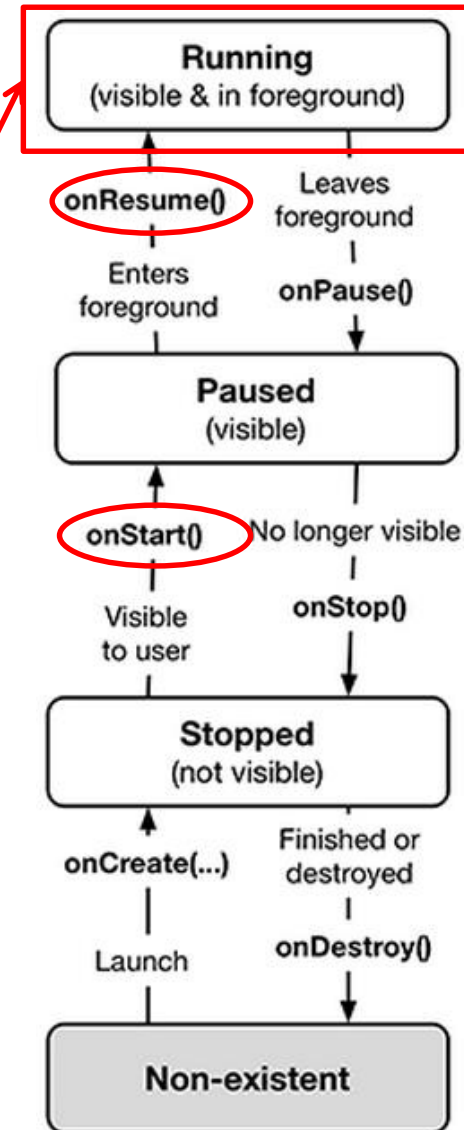 Running
(visible & in foreground)
onResume()
Enters
foreground
Leaves
foreground
onPause()
Paused
(visible)
onStart()
Visible
to user
No longer visible
onStop()
Stopped
(not visible)
onCreate(...)
Launch
Finished or
destroyed
onDestroy()
Non-existent